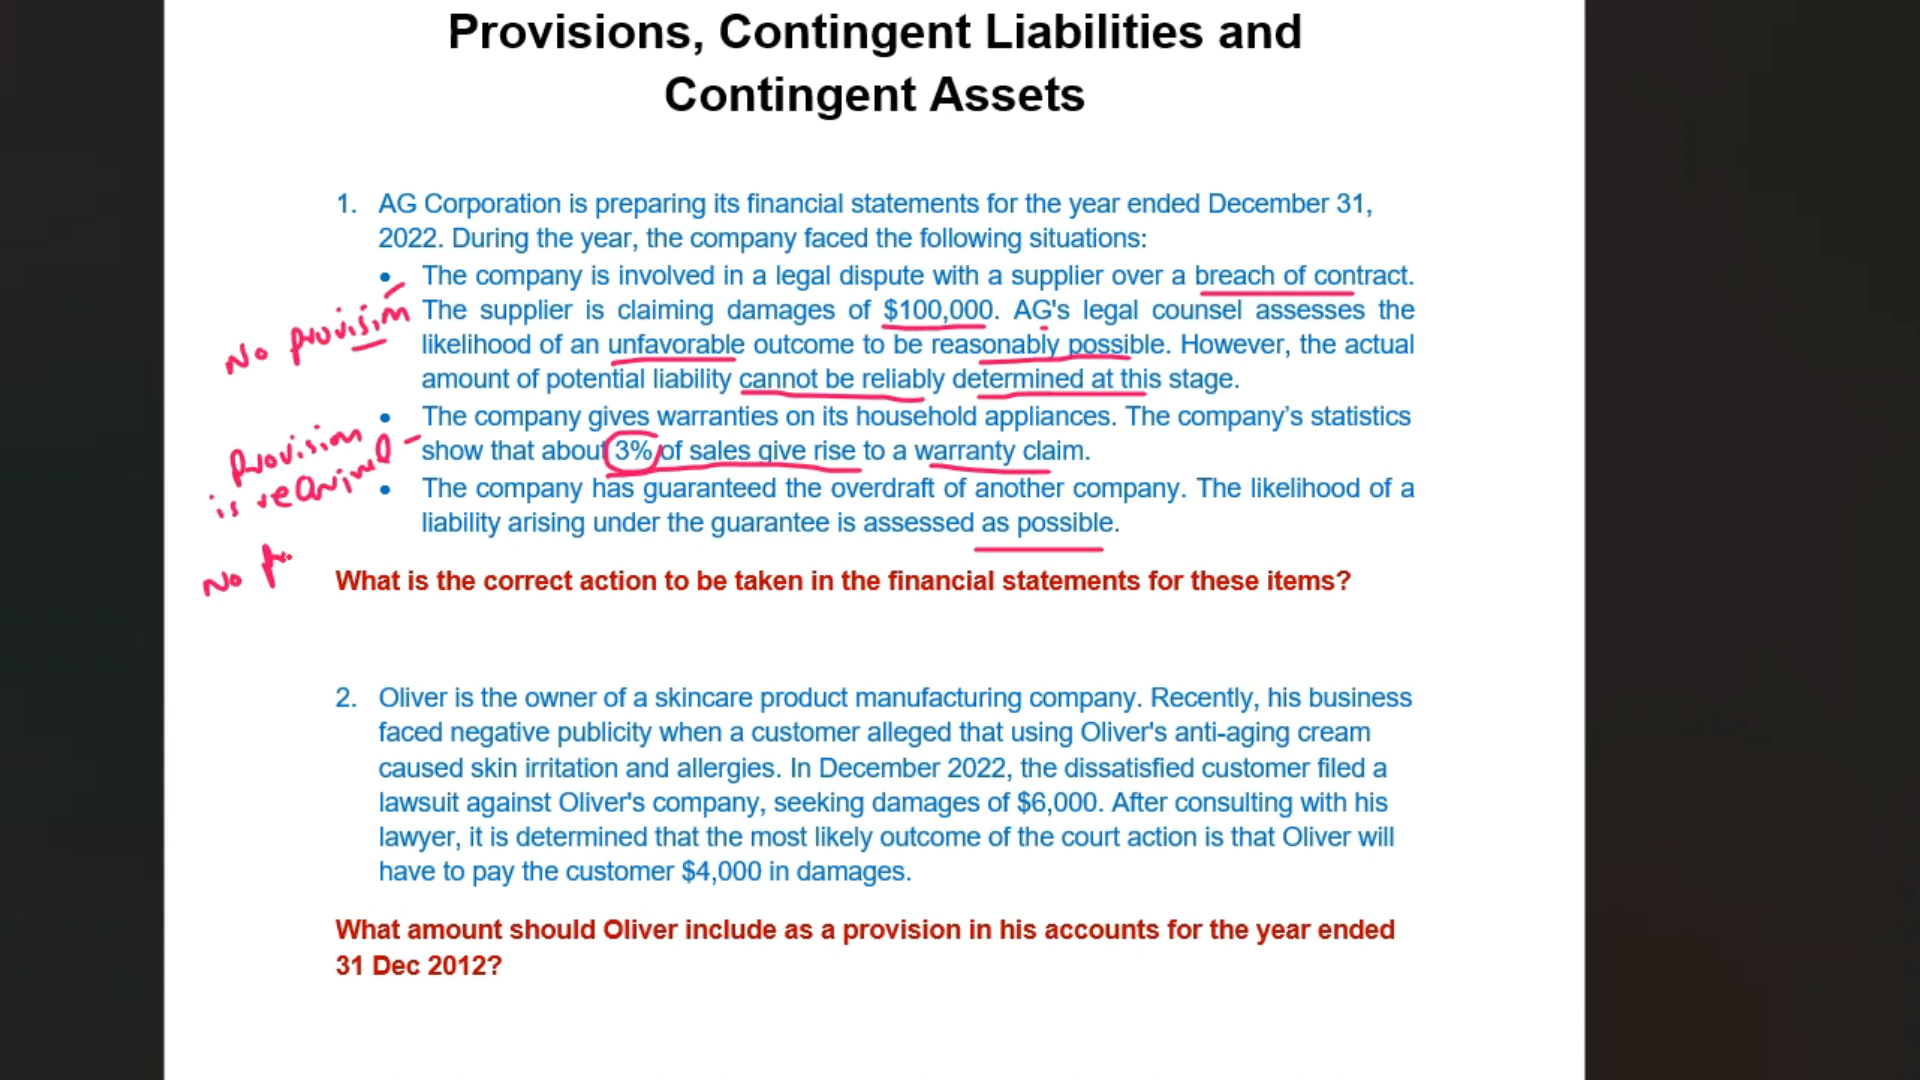 Provisions, Contingent Liabilities and
Contingent Assets
1. AG Corporation is preparing its financial statements for the year ended December 31,
2022. During the year, the company faced the following situations:
• The company is involved in a legal dispute with a supplier over a breach of contract.
The supplier is claiming damages of $100,000. AG's legal counsel assesses the
likelihood of an unfavorable outcome to be reasonably possible. However, the actual
amount of potential liability cannot be reliably determined at this stage.
No provision
• The company gives warranties on its household appliances. The company's statistics
show that about 3% of sales give rise to a warranty claim.
Provision
is required
• The company has guaranteed the overdraft of another company. The likelihood of a
liability arising under the guarantee is assessed as possible.
No
What is the correct action to be taken in the financial statements for these items?
2. Oliver is the owner of a skincare product manufacturing company. Recently, his business
faced negative publicity when a customer alleged that using Oliver's anti-aging cream
caused skin irritation and allergies. In December 2022, the dissatisfied customer filed a
lawsuit against Oliver's company, seeking damages of $6,000. After consulting with his
lawyer, it is determined that the most likely outcome of the court action is that Oliver will
have to pay the customer $4,000 in damages.
What amount should Oliver include as a provision in his accounts for the year ended
31 Dec 2012?